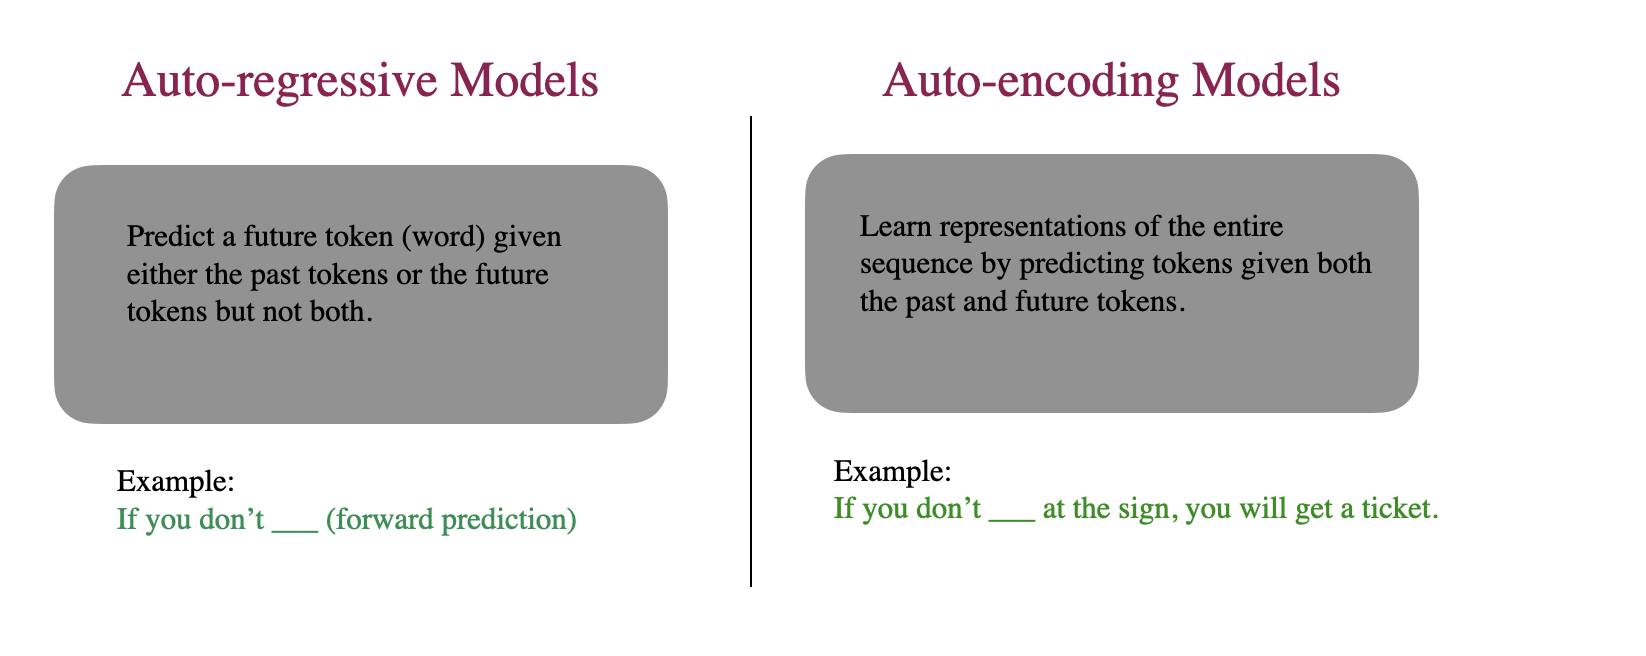 Auto-regressive Models
Predict a future token (word) given
either the past tokens or the future
tokens but not both.
Example:
If you don’t ___ (forward prediction)
Auto-encoding Models
Learn representations of the entire
sequence by predicting tokens given both
the past and future tokens.
Example:
If you don’t ___ at the sign, you will get a ticket.